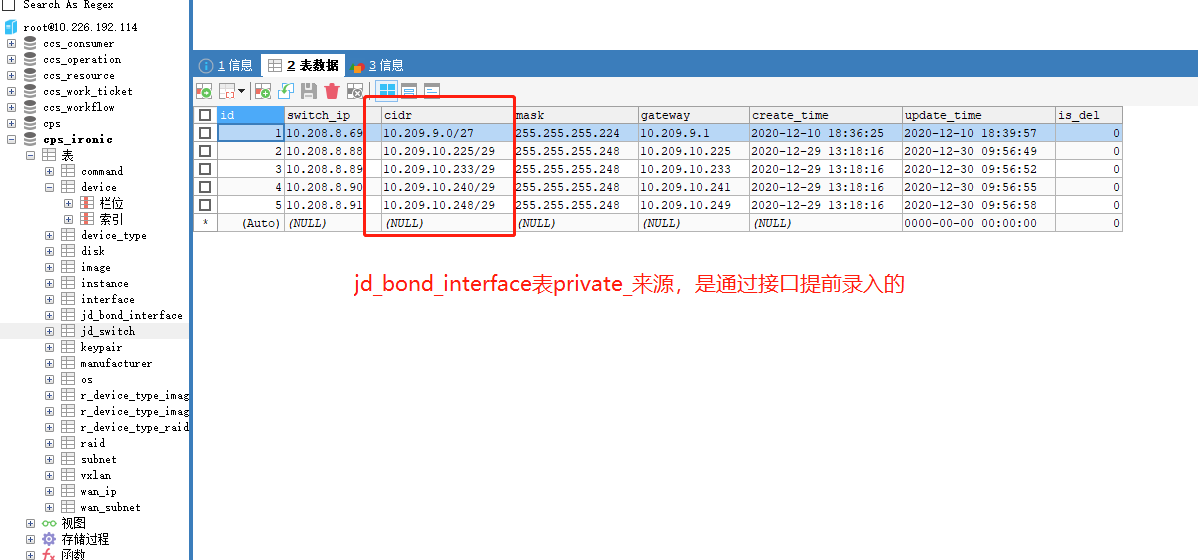 Search As Regex
root@10.226.192.114
ccs_consumer
ccs_operation
ccs_resource
ccs_work_ticket
ccs_workflow
cps
cps_ironic
表
command
device
栏位
索引
device_type
disk
image
instance
interface
jd_bond_interface
jd_switch
keypair
manufacturer
os
r_device_type_imag
r_device_type_imag
r_device_type_raid
raid
subnet
vxlan
wan_ip
wan_subnet
视图
存储过程
函数
1 信息 2 表数据 3 信息
id switch_ip cidr mask gateway create_time update_time is_del
1 10.208.8.69 10.209.9.0/27 255.255.255.224 10.209.9.1 2020-12-10 18:36:25 2020-12-10 18:39:57 0
2 10.208.8.88 10.209.10.225/29 255.255.255.248 10.209.10.225 2020-12-29 13:18:16 2020-12-30 09:56:49 0
3 10.208.8.89 10.209.10.233/29 255.255.255.248 10.209.10.233 2020-12-29 13:18:16 2020-12-30 09:56:52 0
4 10.208.8.90 10.209.10.240/29 255.255.255.248 10.209.10.241 2020-12-29 13:18:16 2020-12-30 09:56:55 0
5 10.208.8.91 10.209.10.248/29 255.255.255.248 10.209.10.249 2020-12-29 13:18:16 2020-12-30 09:56:58 0
* (Auto) (NULL) (NULL) (NULL) (NULL) (NULL) 0000-00-00 00:00:00 0
jd_bond_interface表private_来源，是通过接口提前录入的